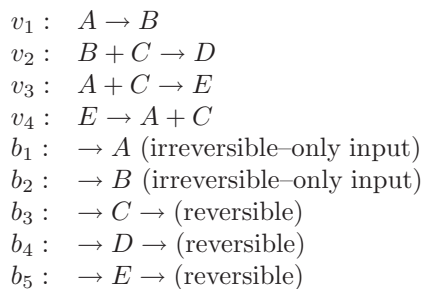 v₁ : A → B
v₂ : B + C → D
v₃ : A + C → E
v₄ : E → A + C
b₁ : → A (irreversible–only input)
b₂ : → B (irreversible–only input)
b₃ : → C → (reversible)
b₄ : → D → (reversible)
b₅ : → E → (reversible)